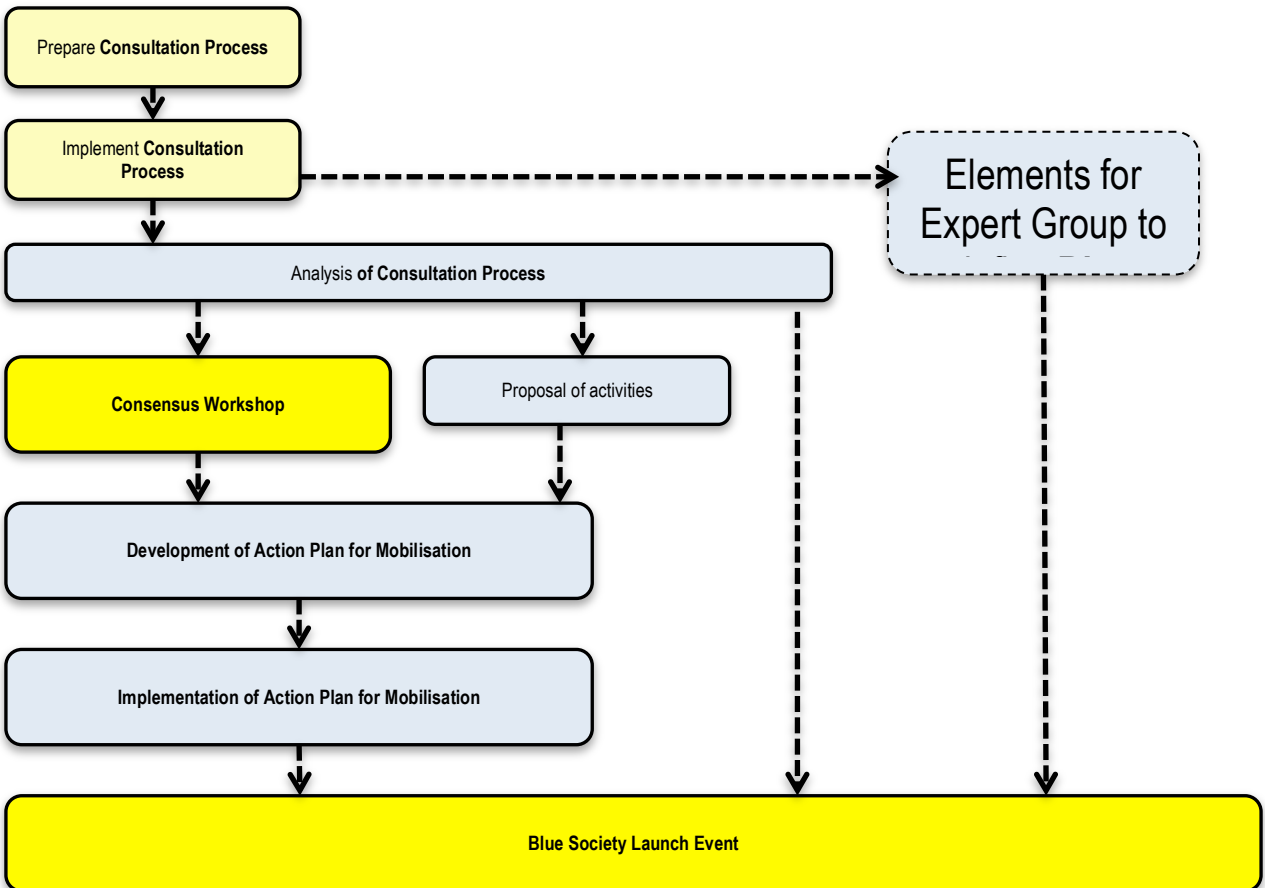 Prepare Consultation Process
Implement Consultation
Process
Elements for
Expert Group to
Analysis of Consultation Process
Consensus Workshop
Proposal of activities
Development of Action Plan for Mobilisation
Implementation of Action Plan for Mobilisation
Blue Society Launch Event